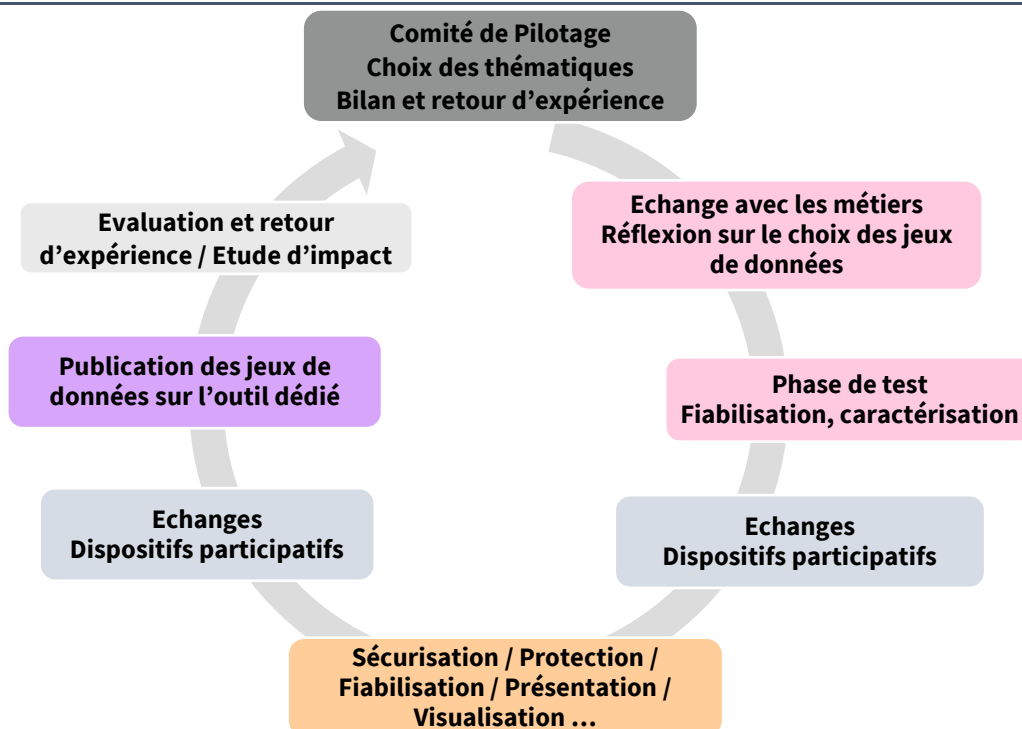 Comité de Pilotage
Choix des thématiques
Bilan et retour d’expérience
Echange avec les métiers
Réflexion sur le choix des jeux
de données
Phase de test
Fiabilisation, caractérisation
Echanges
Dispositifs participatifs
Sécurisation / Protection /
Fiabilisation / Présentation /
Visualisation …
Echanges
Dispositifs participatifs
Publication des jeux de
données sur l’outil dédié
Evaluation et retour
d’expérience / Etude d’impact